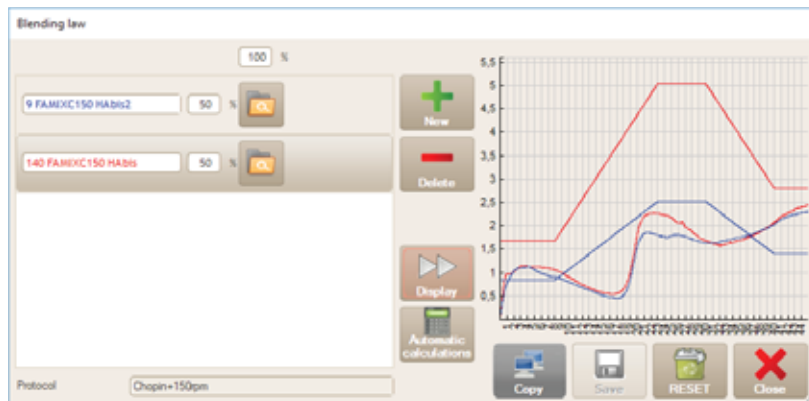 Blending law
100 %
9 FAMIXC150 HAbis2 50 %
140 FAMIXC150 HAbis 50 %
New
Delete
Display
Automatic calculations
Protocol Chopin+150rpm
5,5
5
4,5
4
3,5
3
2,5
2
1,5
1
0,5
Copy
Save
RESET
Close